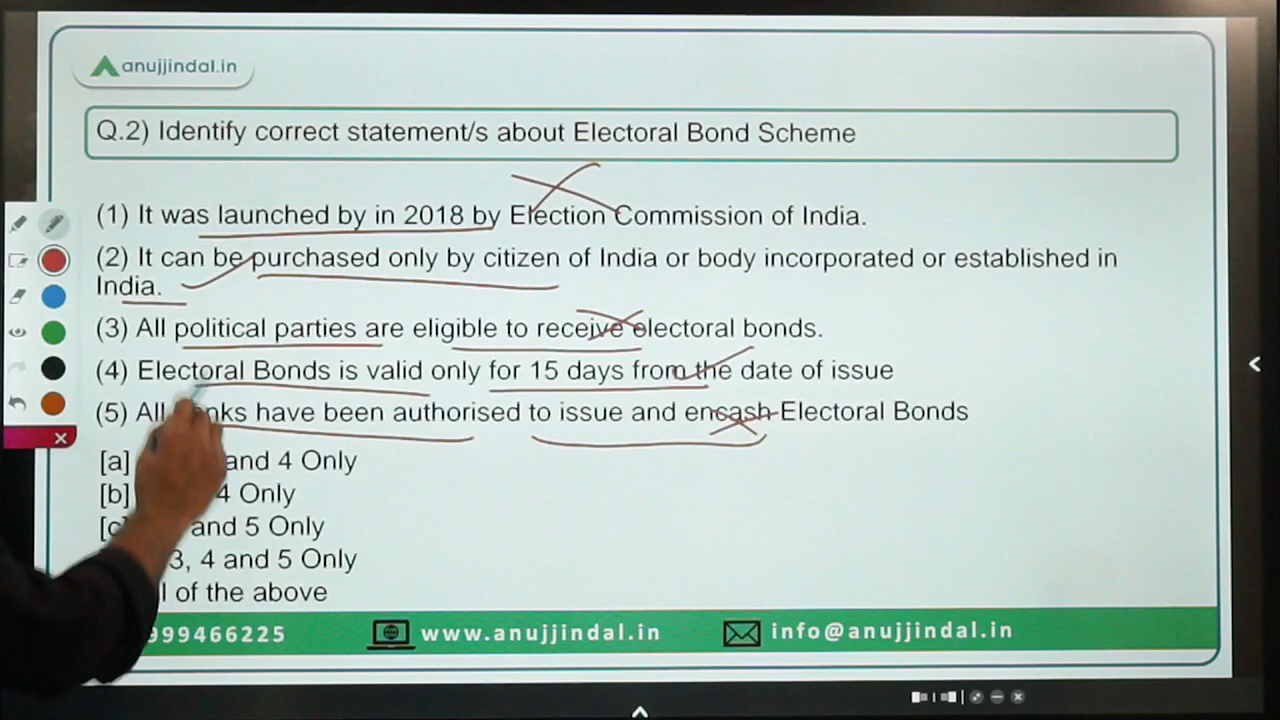 anujjindal.in
Q.2) Identify correct statement/s about Electoral Bond Scheme
(1) It was launched by in 2018 by Election Commission of India.
(2) It can be purchased only by citizen of India or body incorporated or established in
India.
(3) All political parties are eligible to receive electoral bonds.
(4) Electoral Bonds is valid only for 15 days from the date of issue
(5) All have been authorised to issue and encash Electoral Bonds
[a] and 4 Only
[b] 4 Only
[c] and 5 Only
3, 4 and 5 Only
of the above
999466225 www.anujjindal.in info@anujjindal.in